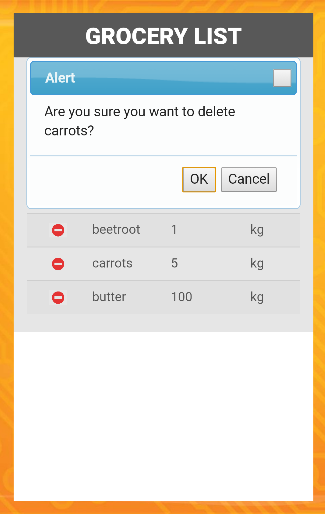 GROCERY LIST
Alert
Are you sure you want to delete
carrots?
OK Cancel
beetroot 1 kg
carrots 5 kg
butter 100 kg